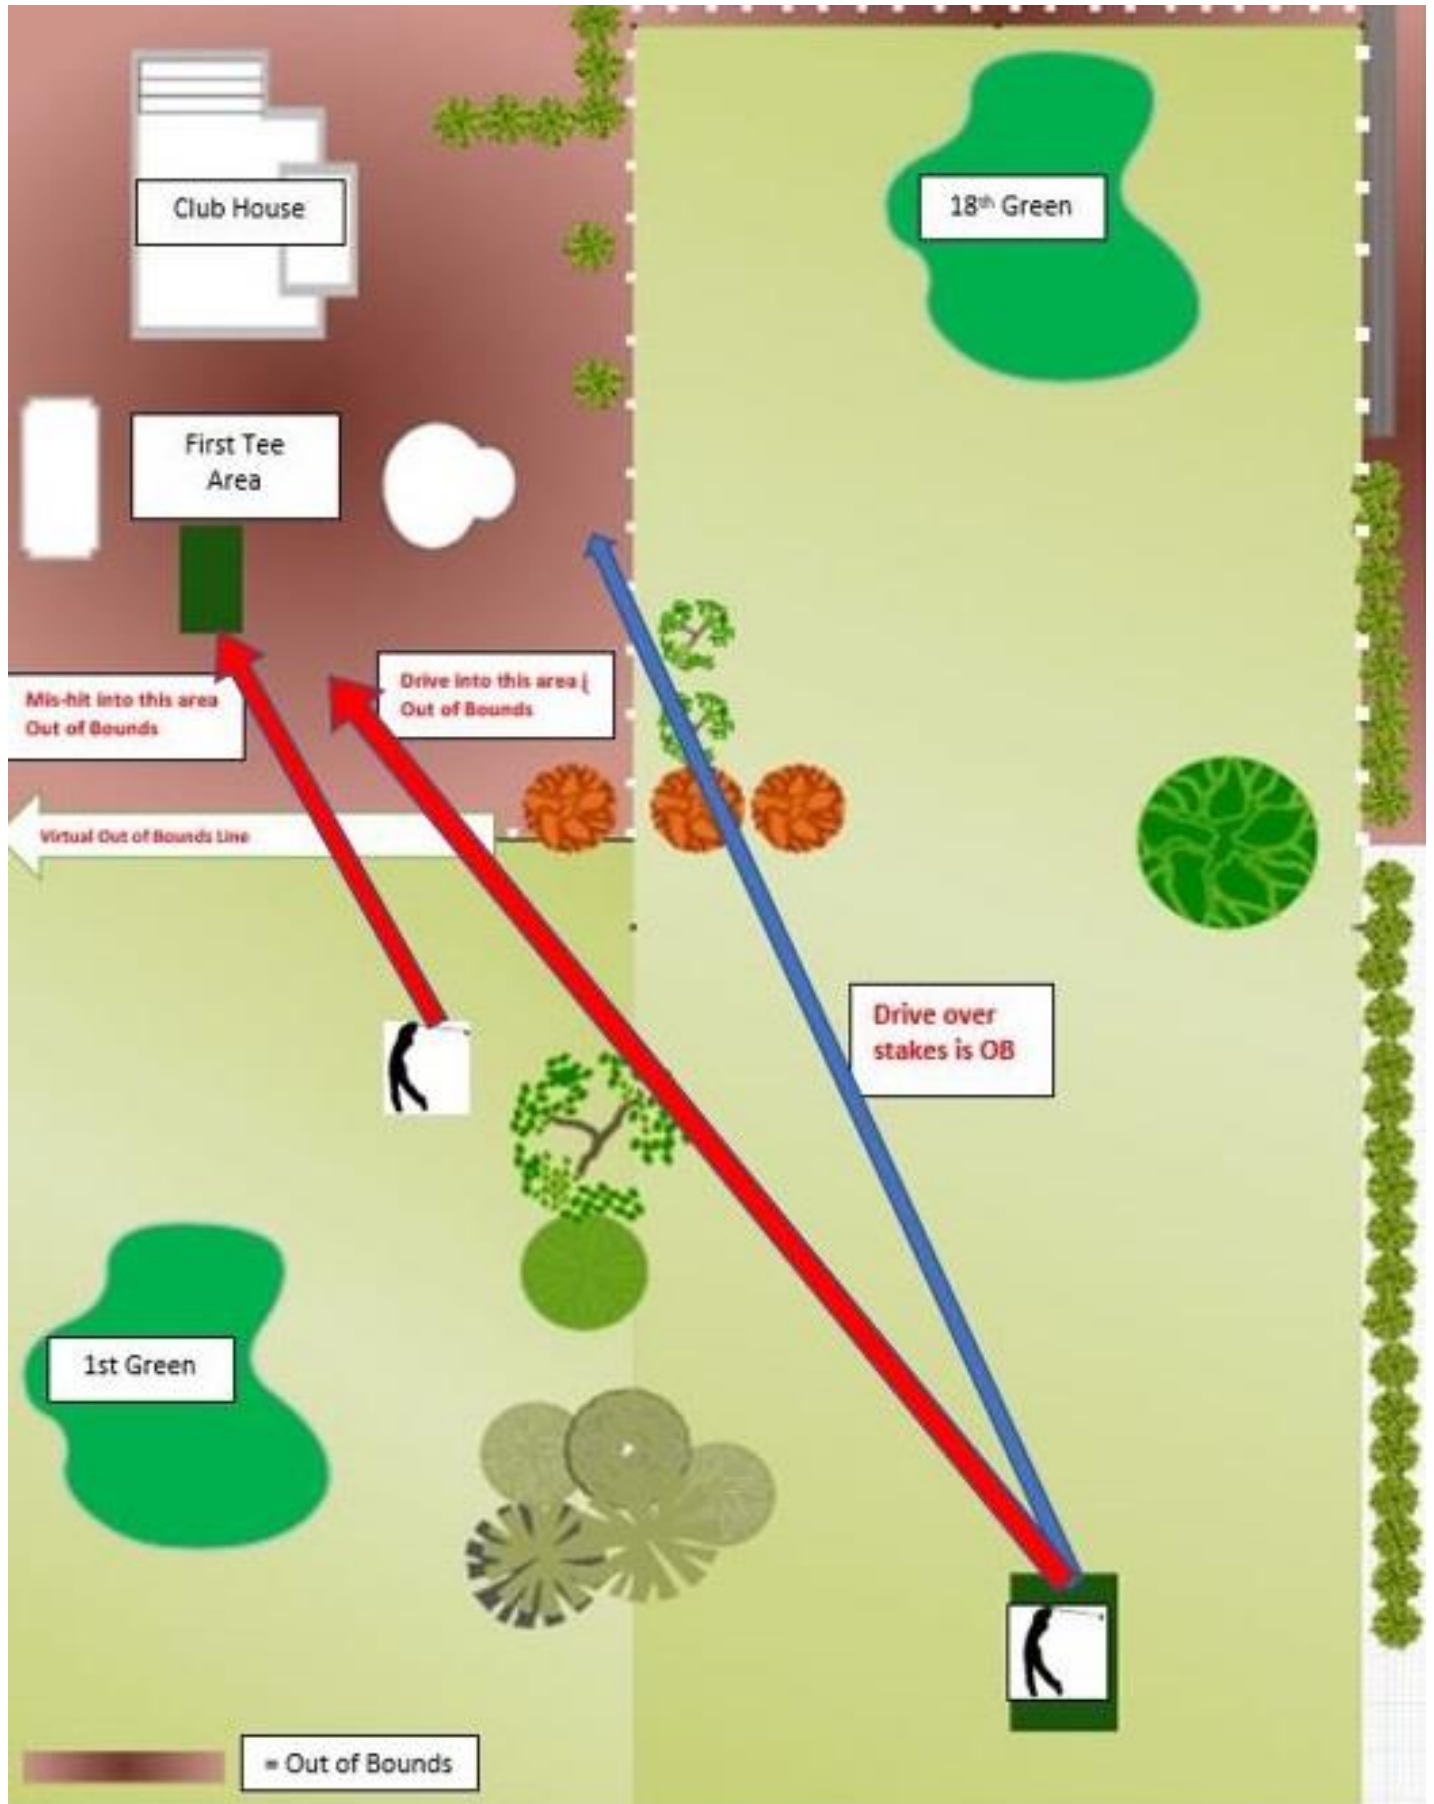 Club House
18th Green
First Tee
Area
Mis-hit into this area
Out of Bounds
Drive into this area
Out of Bounds
Virtual Out of Bounds Line
Drive over
stakes is OB
1st Green
= Out of Bounds